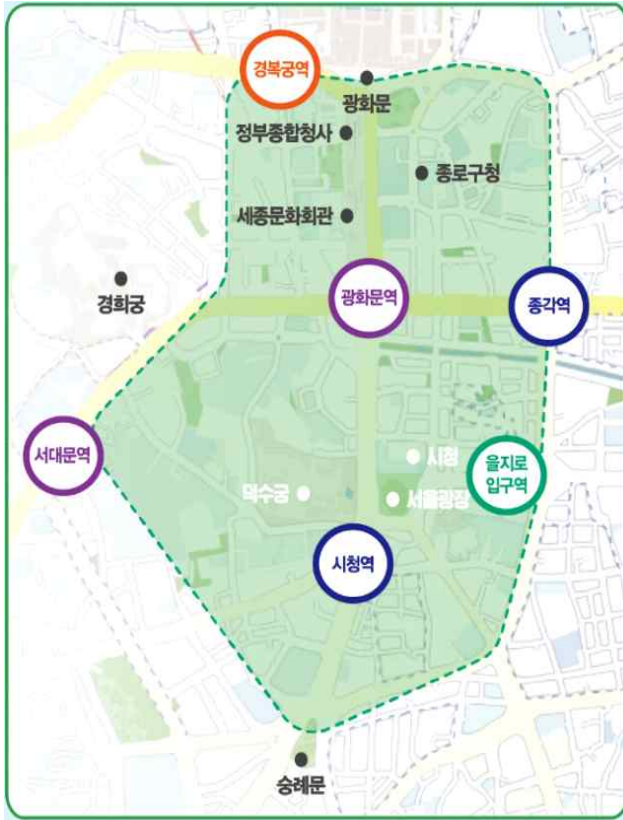 경복궁역
광화문
정부종합청사
종로구청
세종문화회관
경희궁
광화문역
종각역
서대문역
시청
을지로
입구역
덕수궁
서울광장
시청역
숭례문